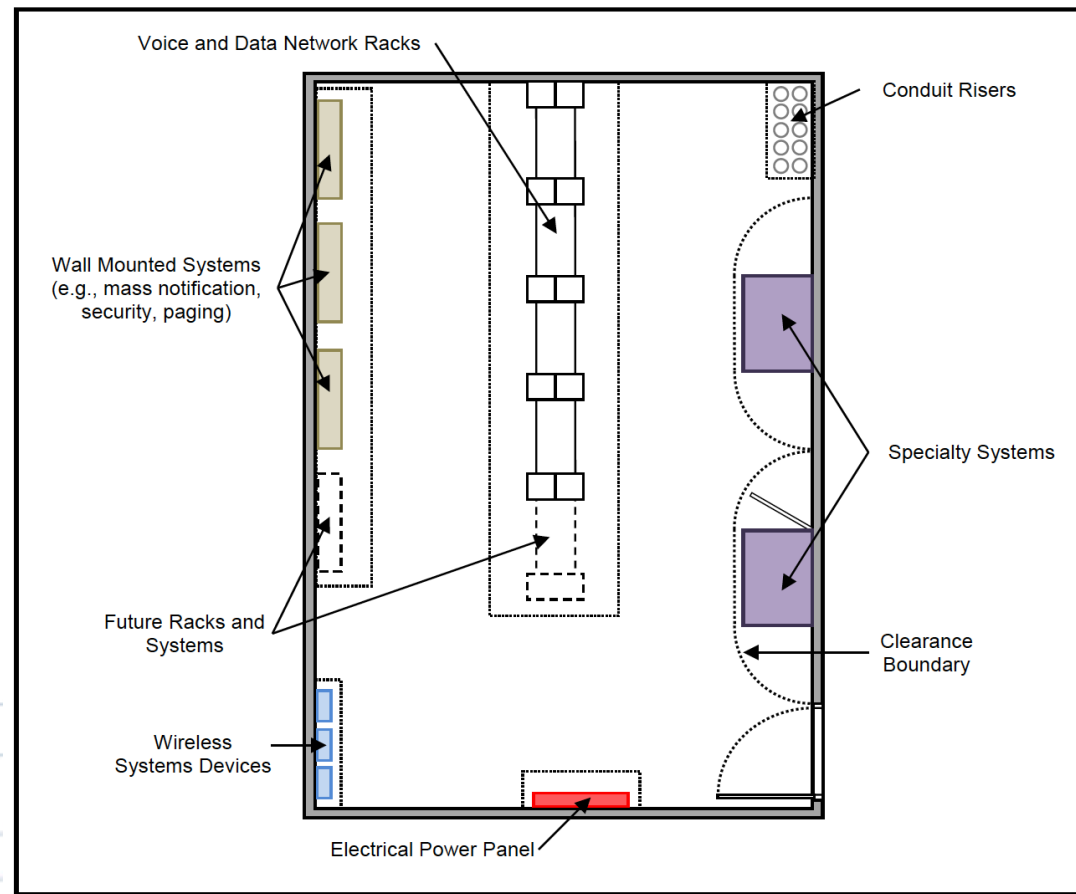 Voice and Data Network Racks
Conduit Risers
Wall Mounted Systems
(e.g., mass notification,
security, paging)
Specialty Systems
Future Racks and
Systems
Clearance
Boundary
Wireless
Systems Devices
Electrical Power Panel